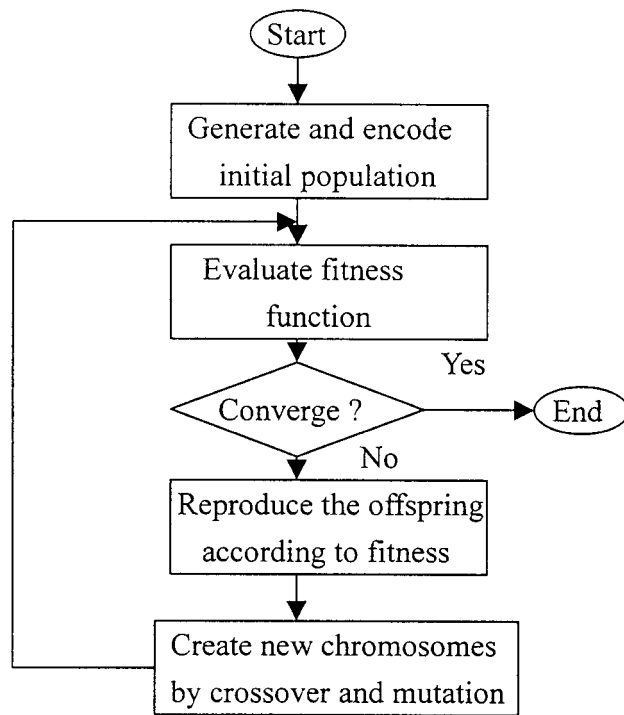 Start
Generate and encode
initial population
Evaluate fitness
function
Yes
Converge ?
End
No
Reproduce the offspring
according to fitness
Create new chromosomes
by crossover and mutation